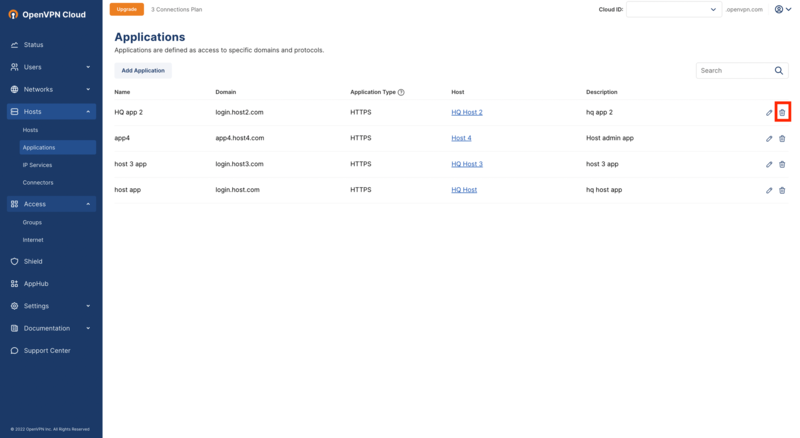 OpenVPN Cloud
Upgrade 3 Connections Plan
Cloud ID: .openvpn.com
Status
Users
Networks
Hosts
Hosts
Applications
IP Services
Connectors
Access
Groups
Internet
Shield
AppHub
Settings
Documentation
Support Center
© 2022 OpenVPN Inc. All Rights Reserved
Applications
Applications are defined as access to specific domains and protocols.
Add Application
Search
Name Domain Application Type ? Host Description
HQ app 2 login.host2.com HTTPS HQ Host 2 hq app 2
app4 app4.host4.com HTTPS Host 4 Host admin app
host 3 app login.host3.com HTTPS HQ Host 3 host 3 app
host app login.host.com HTTPS HQ Host hq host app